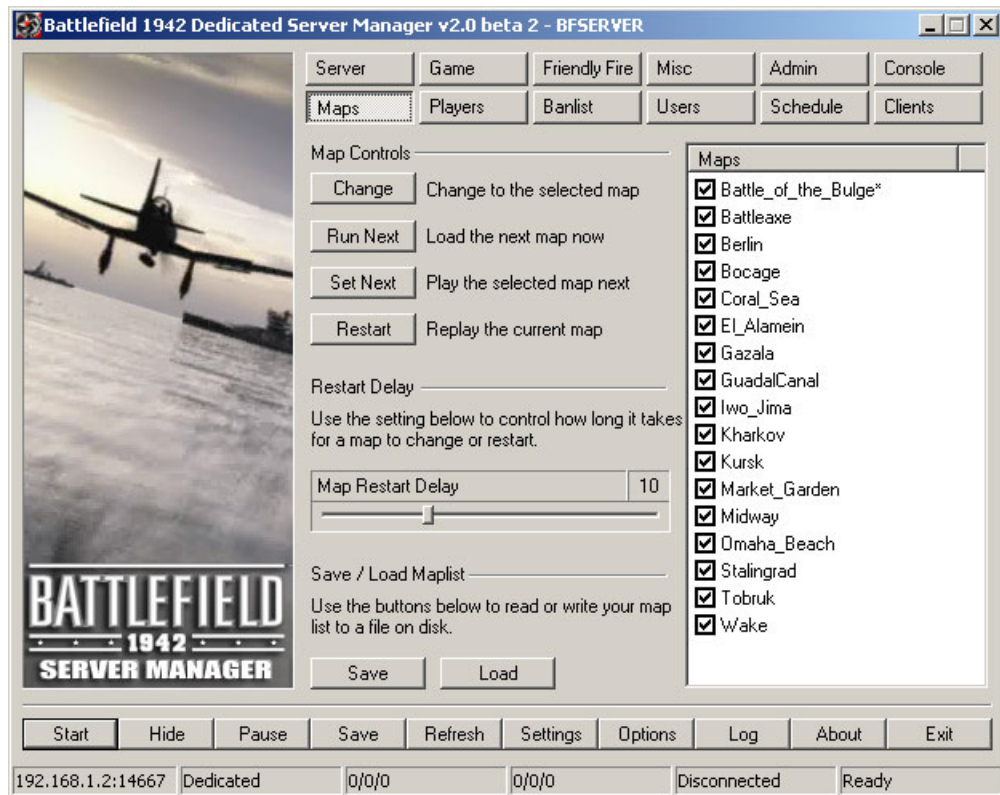 Battlefield 1942 Dedicated Server Manager v2.0 beta 2 - BFSERVER
Server Game Friendly Fire Misc Admin Console
Maps Players Banlist Users Schedule Clients
Map Controls
Change Change to the selected map
Run Next Load the next map now
Set Next Play the selected map next
Restart Replay the current map
Restart Delay
Use the setting below to control how long it takes
for a map to change or restart.
Map Restart Delay 10
Save / Load Maplist
Use the buttons below to read or write your map
list to a file on disk.
Save Load
Maps
Battle_of_the_Bulge*
Battleaxe
Berlin
Bocage
Coral_Sea
El_Alamein
Gazala
GuadalCanal
Iwo_Jima
Kharkov
Kursk
Market_Garden
Midway
Omaha_Beach
Stalingrad
Tobruk
Wake
BATTLEFIELD
1942
SERVER MANAGER
Start Hide Pause Save Refresh Settings Options Log About Exit
192.168.1.2:14667 Dedicated 0/0/0 0/0/0 Disconnected Ready